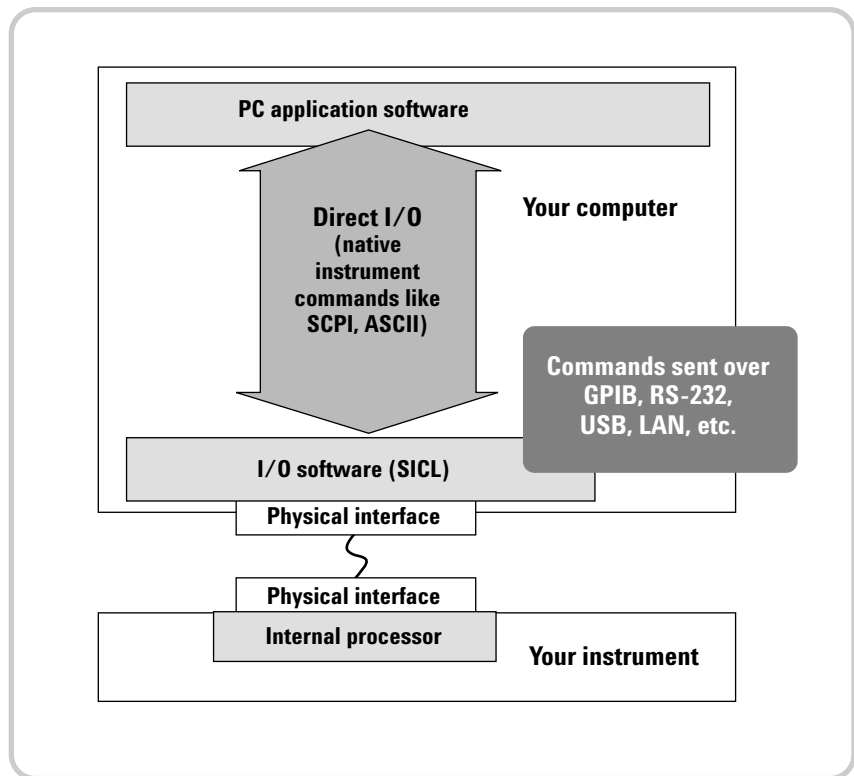 PC application software
Direct I/O
(native
instrument
commands like
SCPI, ASCII)
Your computer
Commands sent over
GPIB, RS-232,
USB, LAN, etc.
I/O software (SICL)
Physical interface
Physical interface
Internal processor
Your instrument